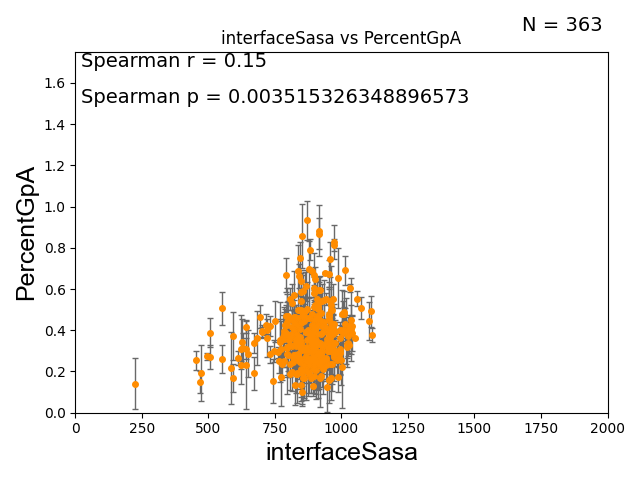 N = 363
interfaceSasa vs PercentGpA
Spearman r = 0.15
Spearman p = 0.003515326348896573
1.6
1.4
1.2
1.0
0.8
0.6
0.4
0.2
0.0
PercentGpA
0 250 500 750 1000 1250 1500 1750 2000
interfaceSasa